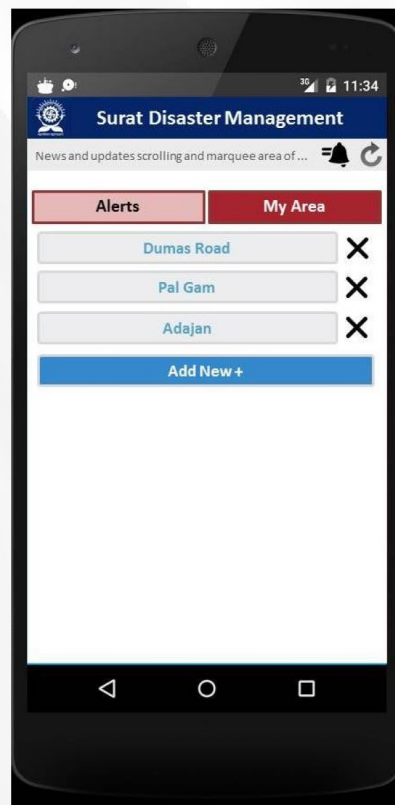 3G 11:34
Surat Disaster Management
News and updates scrolling and marquee area of ...
Alerts My Area
Dumas Road
Pal Gam
Adajan
Add New +